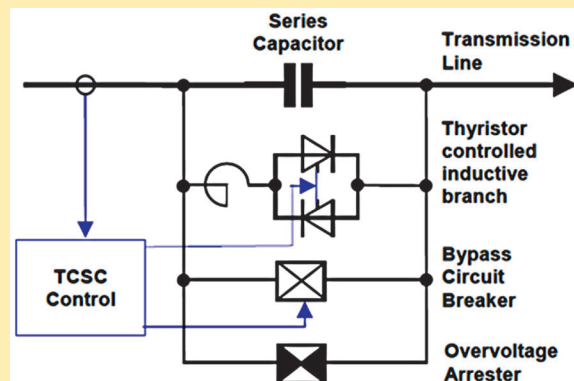 Series
Capacitor
Transmission
Line
Thyristor
controlled
inductive
branch
TCSC
Control
Bypass
Circuit
Breaker
Overvoltage
Arrester